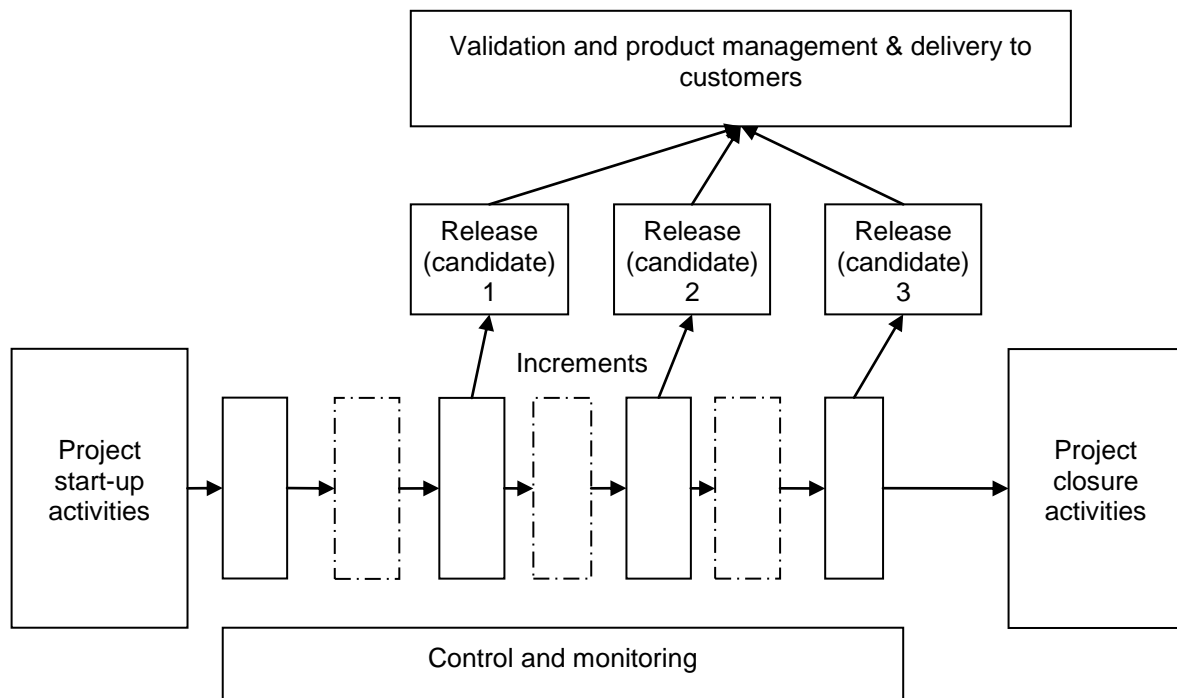 Validation and product management & delivery to
customers
Release
(candidate)
1
Release
(candidate)
2
Release
(candidate)
3
Increments
Project
start-up
activities
Project
closure
activities
Control and monitoring